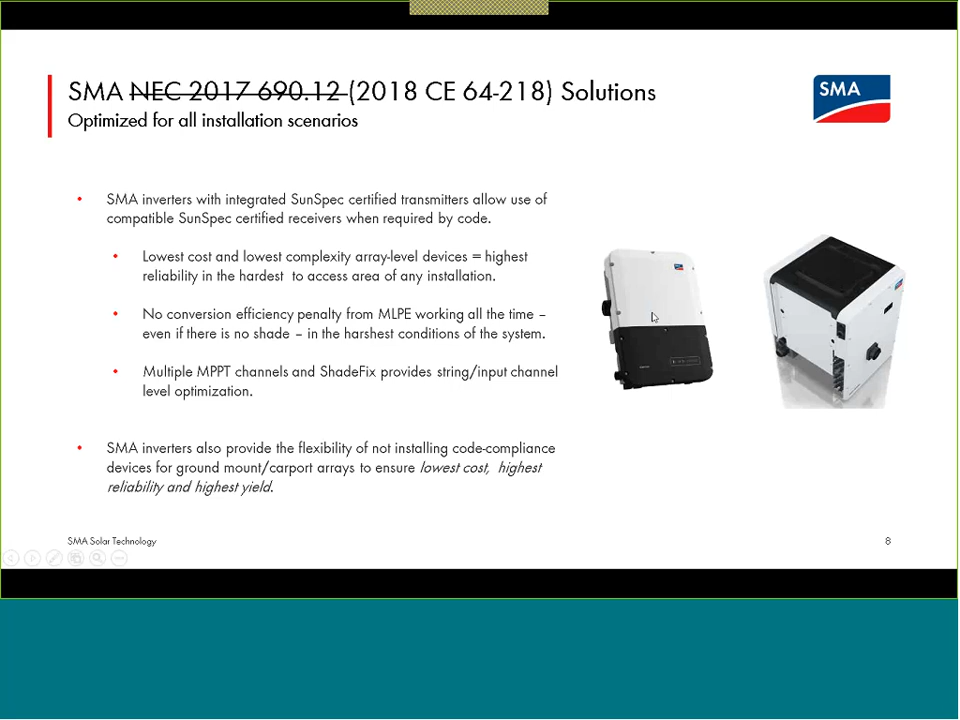 SMA NEC 2017 690.12 (2018 CE 64-218) Solutions
Optimized for all installation scenarios
SMA
• SMA inverters with integrated SunSpec certified transmitters allow use of
compatible SunSpec certified receivers when required by code.
• Lowest cost and lowest complexity array-level devices = highest
reliability in the hardest to access area of any installation.
• No conversion efficiency penalty from MLPE working all the time –
even if there is no shade – in the harshest conditions of the system.
• Multiple MPPT channels and ShadeFix provides string/input channel
level optimization.
• SMA inverters also provide the flexibility of not installing code-compliance
devices for ground mount/carport arrays to ensure lowest cost, highest
reliability and highest yield.
SMA Solar Technology
8